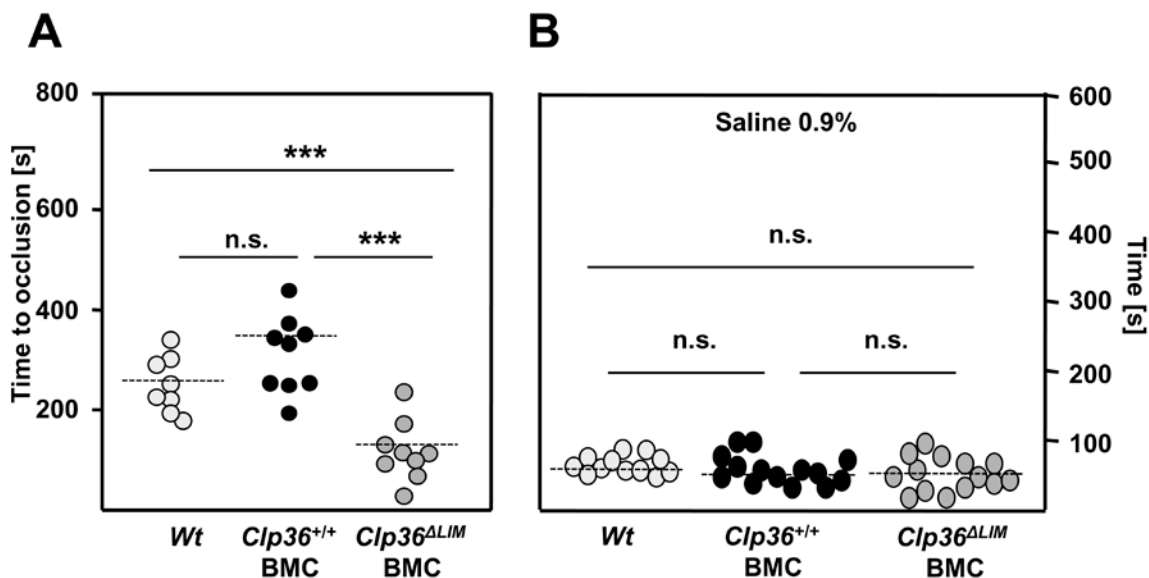 A
B
800
600
400
200
Time to occlusion [s]
***
n.s.
***
Wt
Clp36+/+
BMC
Clp36ΔLIM
BMC
Saline 0.9%
n.s.
n.s.
n.s.
600
500
400
300
200
100
Time [s]
Wt
Clp36+/+
BMC
Clp36ΔLIM
BMC